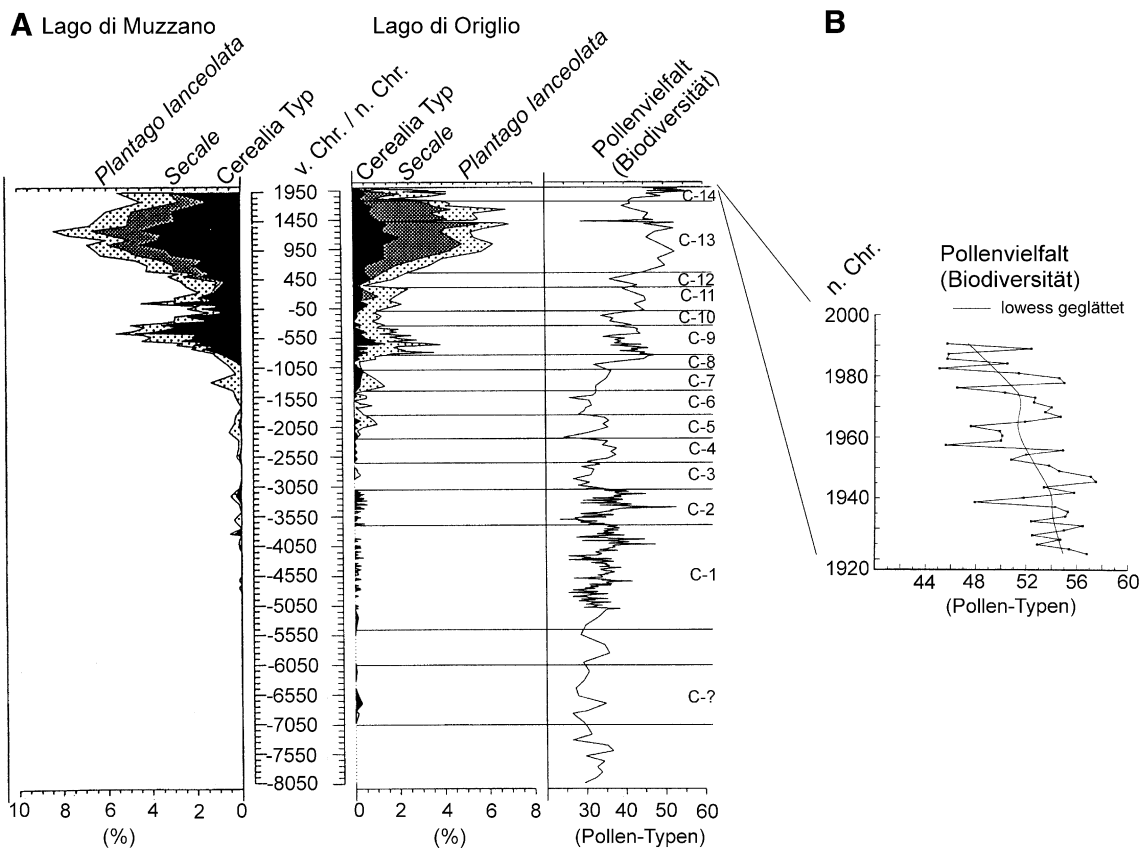 A Lago di Muzzano
Lago di Origlio
Plantago lanceolata
Secale
Cerealia Typ
v. Chr. / n. Chr.
Cerealia Typ
Secale
Plantago lanceolata
Pollenvielfalt
(Biodiversität)
1950
1450
950
450
-50
-550
-1050
-1550
-2050
-2550
-3050
-3550
-4050
-4550
-5050
-5550
-6050
-6550
-7050
-7550
-8050
C-14
C-13
C-12
C-11
C-10
C-9
C-8
C-7
C-6
C-5
C-4
C-3
C-2
C-1
C-?
10 8 6 4 2 0
(%)
0 2 4 6 8
(%)
30 40 50 60
(Pollen-Typen)
B
n. Chr.
Pollenvielfalt
(Biodiversität)
lowess geglättet
2000
1980
1960
1940
1920
44 48 52 56 60
(Pollen-Typen)